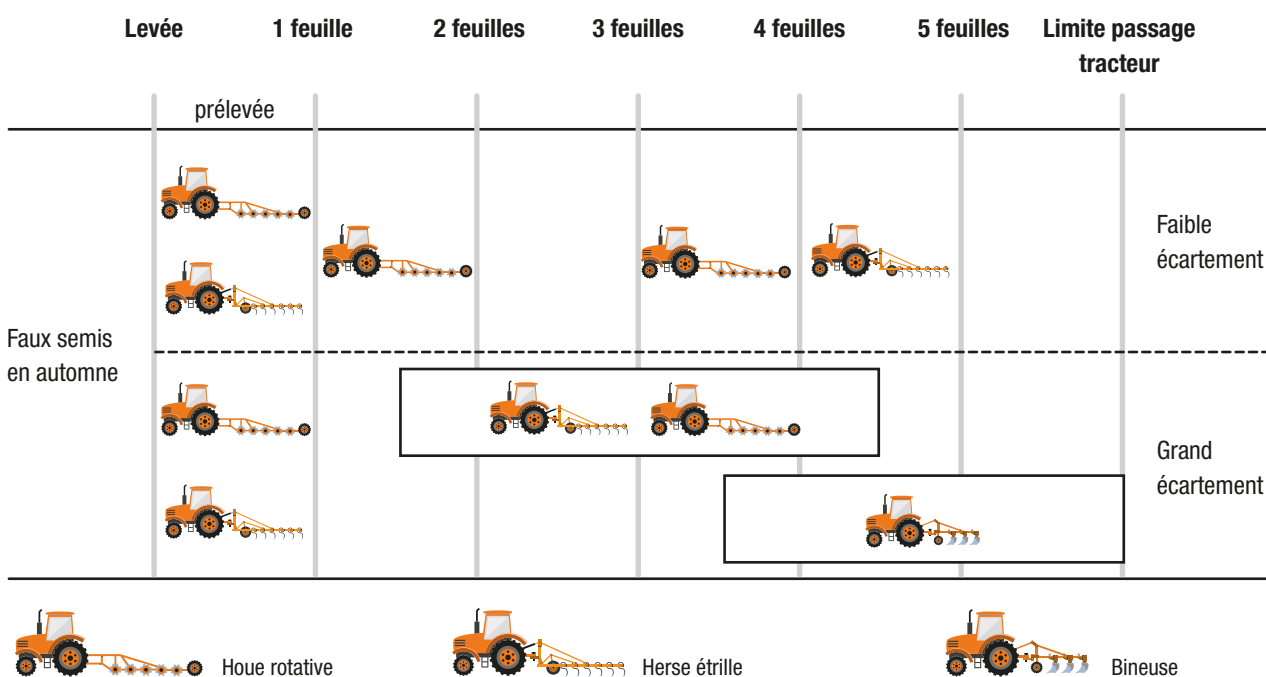 Levée 1 feuille 2 feuilles 3 feuilles 4 feuilles 5 feuilles Limite passage
tracteur
prélevée
Faible
écartement
Faux semis
en automne
Grand
écartement
Houe rotative Herse étrille Bineuse